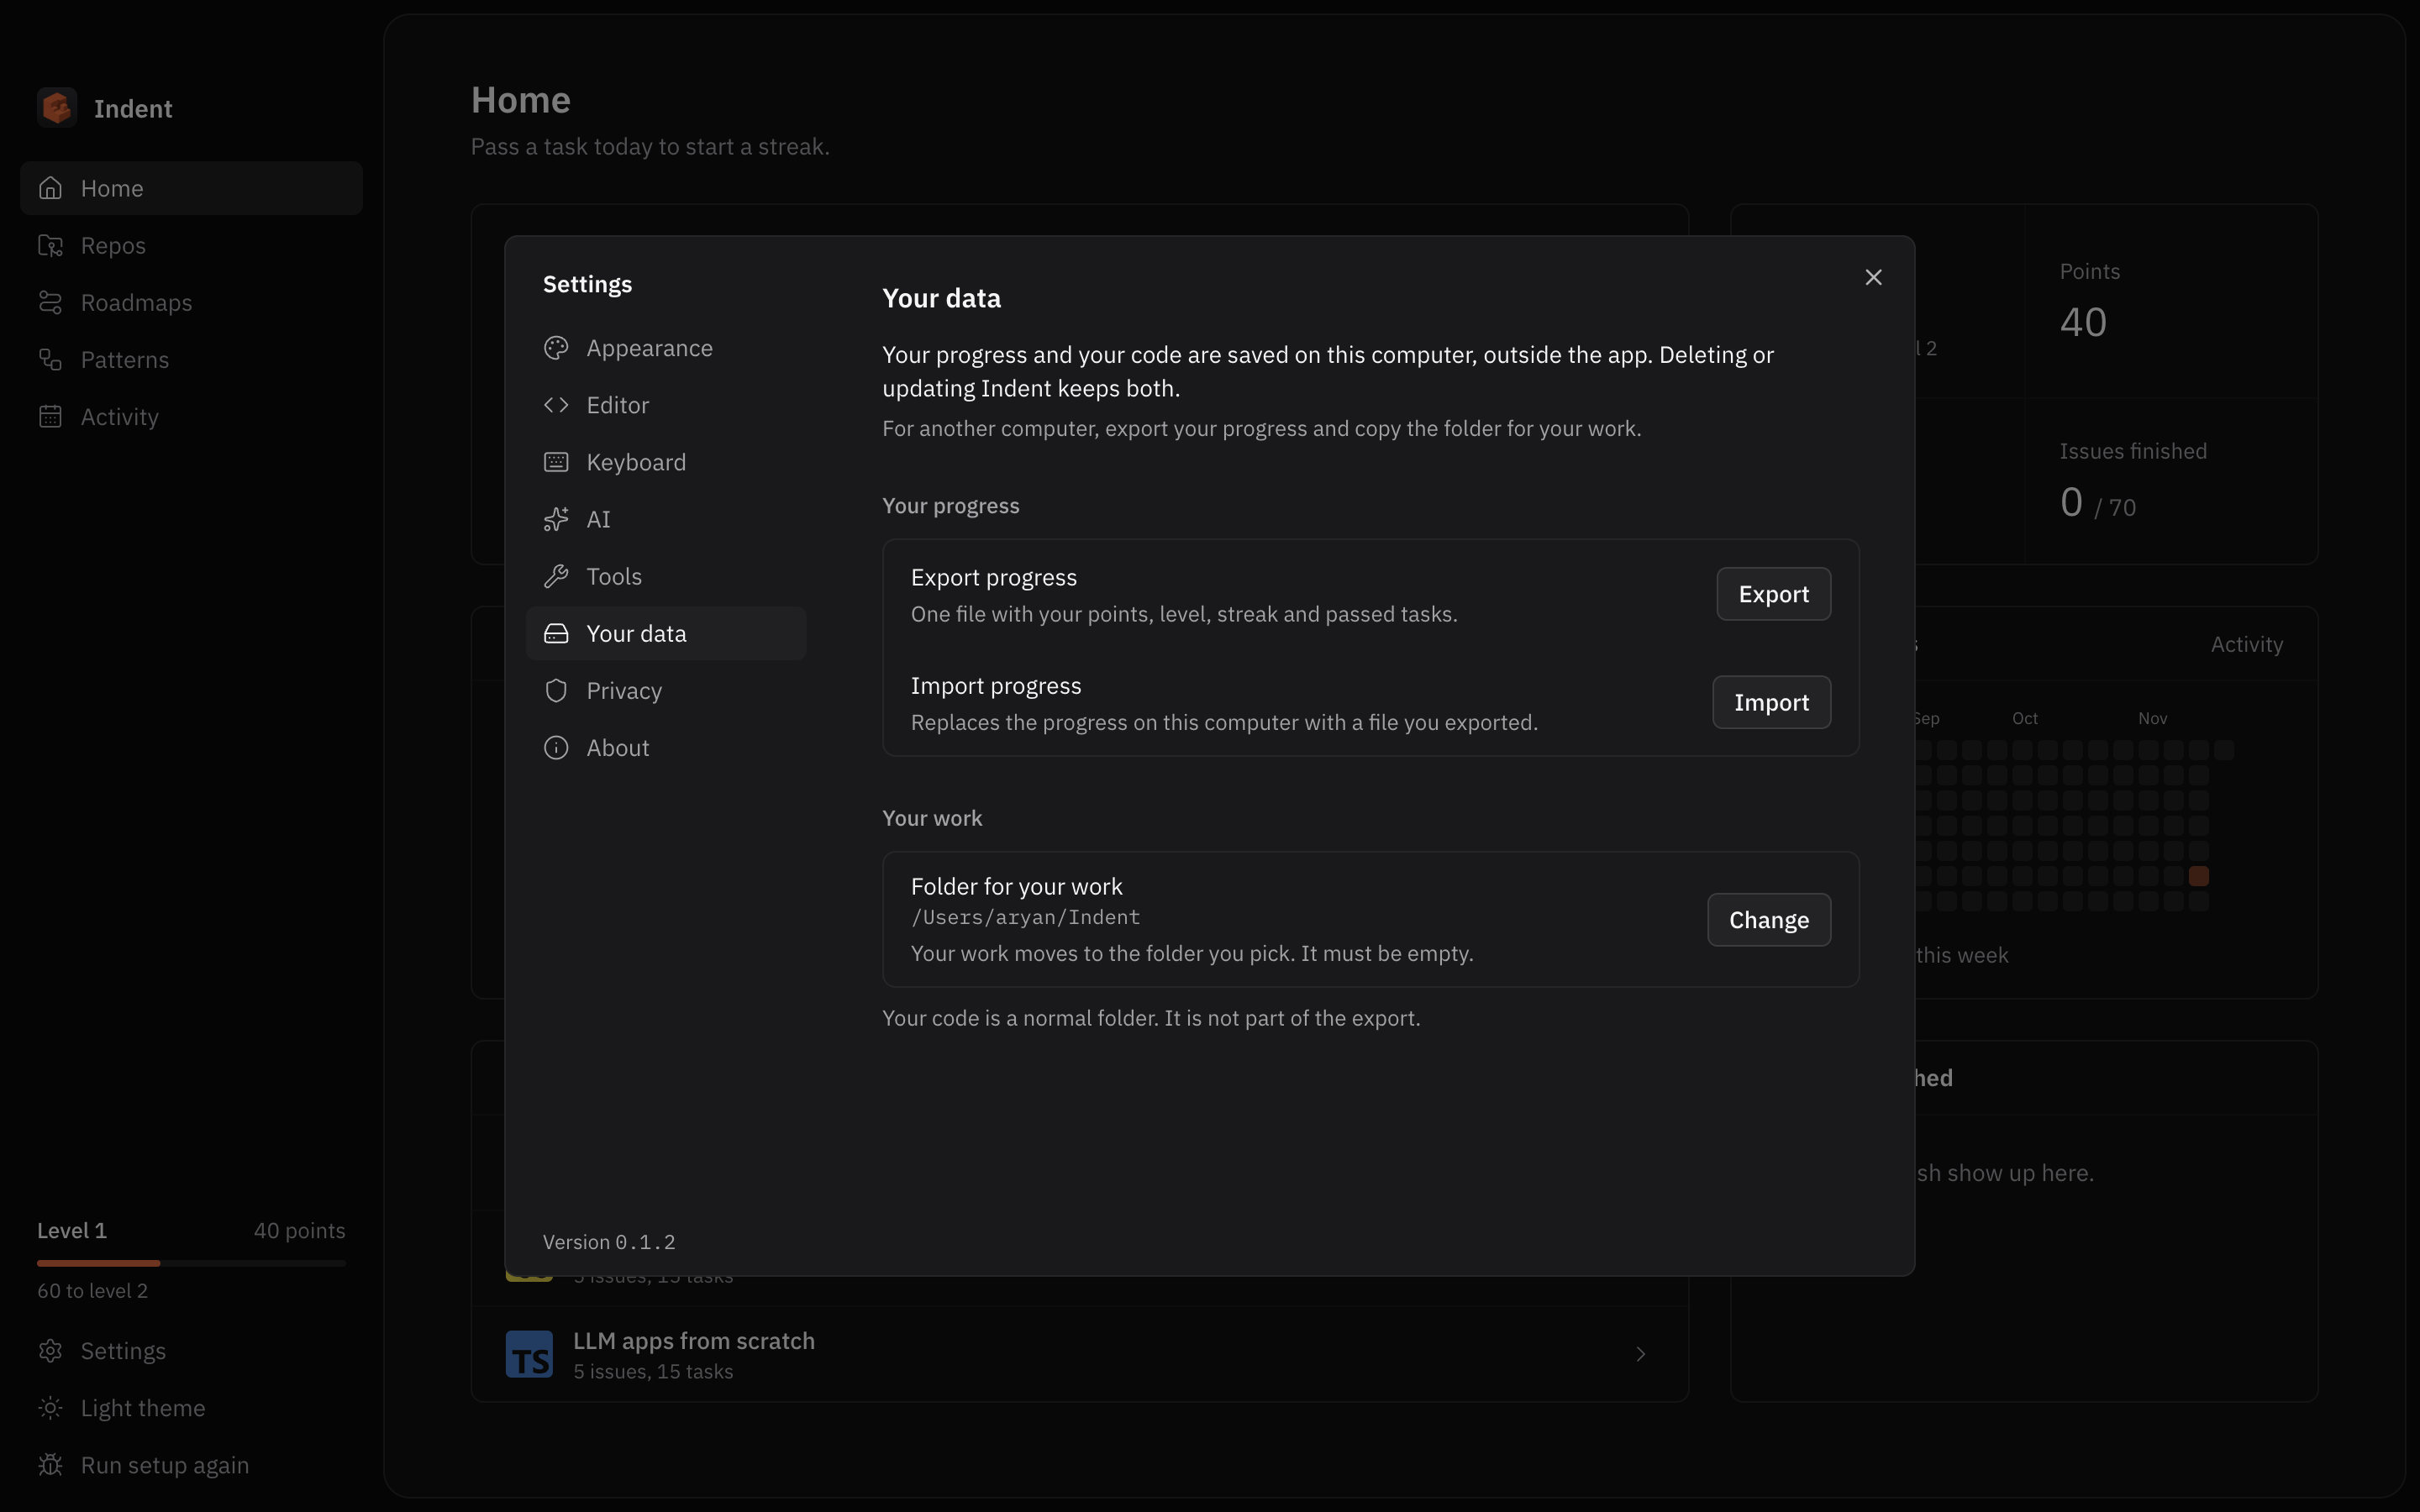 Indent
Home
Repos
Roadmaps
Patterns
Activity
Level 1
40 points
60 to level 2
Settings
Light theme
Run setup again
Home
Pass a task today to start a streak.
Points
40
l 2
Issues finished
0 / 70
Activity
Sep Oct Nov
this week
hed
sh show up here.
5 issues, 15 tasks
TS
LLM apps from scratch
5 issues, 15 tasks
Settings
Appearance
Editor
Keyboard
AI
Tools
Your data
Privacy
About
Version 0.1.2
Your data
Your progress and your code are saved on this computer, outside the app. Deleting or
updating Indent keeps both.
For another computer, export your progress and copy the folder for your work.
Your progress
Export progress
One file with your points, level, streak and passed tasks.
Export
Import progress
Replaces the progress on this computer with a file you exported.
Import
Your work
Folder for your work
/Users/aryan/Indent
Your work moves to the folder you pick. It must be empty.
Change
Your code is a normal folder. It is not part of the export.